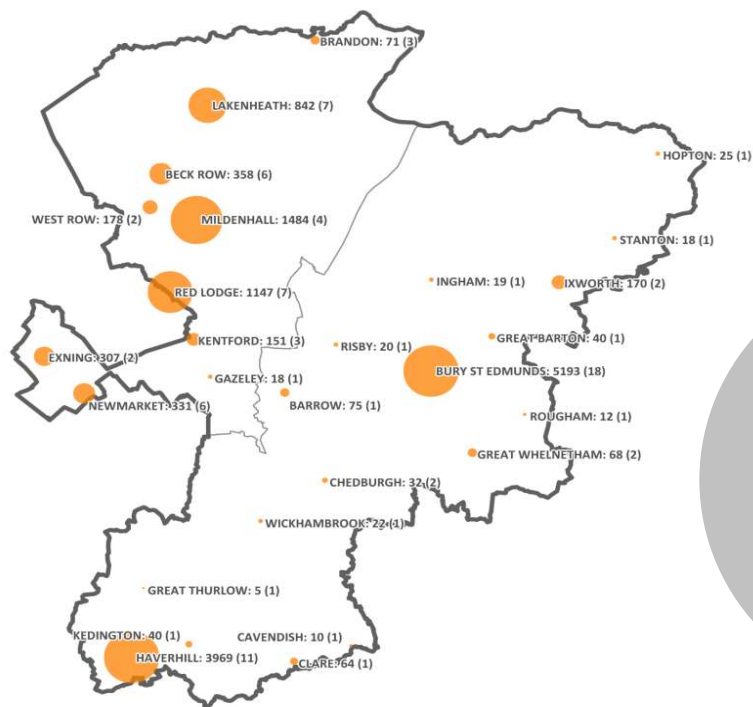 BRANDON: 71 (3)
LAKENHEATH: 842 (7)
HOPTON: 25 (1)
BECK ROW: 358 (6)
WEST ROW: 178 (2)
MILDENHALL: 1484 (4)
STANTON: 18 (1)
INGHAM: 19 (1)
IXWORTH: 170 (2)
RED LODGE: 1147 (7)
KENTFORD: 151 (3)
RISBY: 20 (1)
GREAT BARTON: 40 (1)
EXNING: 307 (2)
BURY ST EDMUNDS: 5193 (18)
GAZELEY: 18 (1)
NEWMARKET: 331 (6)
BARROW: 75 (1)
ROUGHAM: 12 (1)
GREAT WHELNETHAM: 68 (2)
CHEDBURGH: 32 (2)
WICKHAMBROOK: 22 (1)
GREAT THURLOW: 5 (1)
KEDINGTON: 40 (1)
CAVENDISH: 10 (1)
HAVERHILL: 3969 (11)
CLARE: 64 (1)